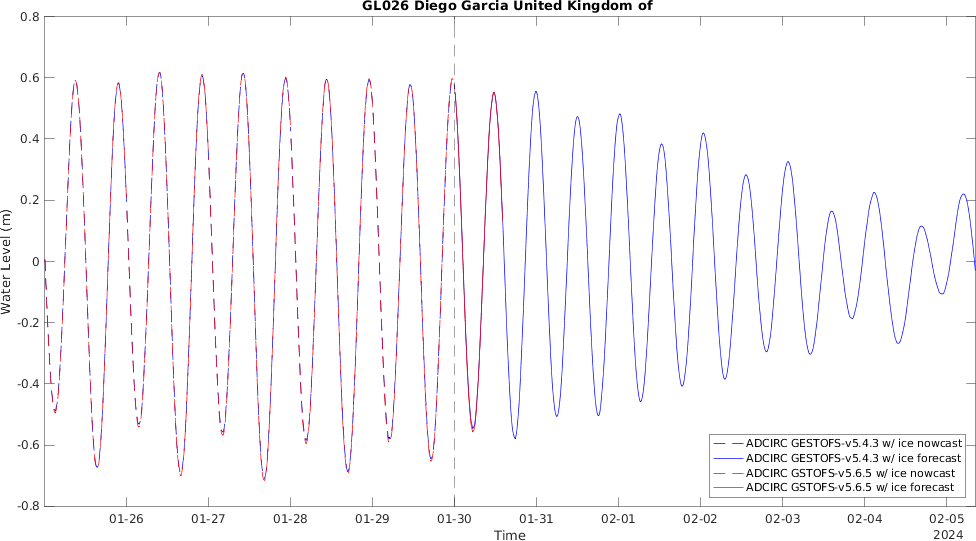 GL026 Diego Garcia United Kingdom of
0.8
0.6
0.4
0.2
0
-0.2
-0.4
-0.6
-0.8
Water Level (m)
01-26 01-27 01-28 01-29 01-30 01-31 02-01 02-02 02-03 02-04 02-05
2024
Time
ADCIRC GESTOFS-v5.4.3 w/ ice nowcast
ADCIRC GESTOFS-v5.4.3 w/ ice forecast
ADCIRC GSTOFS-v5.6.5 w/ ice nowcast
ADCIRC GSTOFS-v5.6.5 w/ ice forecast